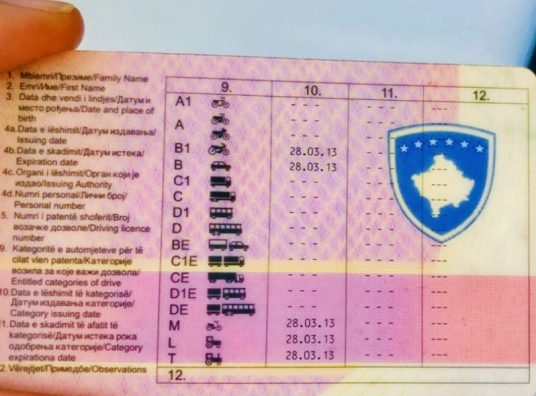 1. Mbiemri/Презиме/Family Name
2. Emri/Име/First Name
3. Data dhe vendi i lindjes/Датум и
место рођења/Date and place of
birth
4a.Data e lëshimit/Датум издавања/
Issuing date
4b.Data e skadimit/Датум истека/
Expiration date
4c. Organi i lëshimit/Орган који је
издао/Issuing Authority
4d.Numri personal/Лични број/
Personal number
5. Numri i patentë shoferit/Број
возачке дозволе/Driving licence
number
9. Kategoritë e automjeteve për të
cilat vlen patenta/Категорије
возила за које важи дозвола/
Entitled categories of drive
10.Data e lëshimit të kategorisë/
Датум издавања категорије/
Category issuing date
11.Data e skadimit të afatit të
kategorisë/Датум истека рока
одобрења категорије/Category
expirationa date
2. Vërejtjet/Примедбе/Observations
9. 10. 11. 12.
A1 --- --- ---
A --- --- ---
B1 28.03.13 --- ---
B 28.03.13 --- ---
C1 --- --- ---
C --- --- ---
D1 --- --- ---
D --- --- ---
BE --- --- ---
C1E --- --- ---
CE --- --- ---
D1E --- --- ---
DE --- --- ---
M 28.03.13 --- ---
L 28.03.13 --- ---
T 28.03.13 --- ---
12.